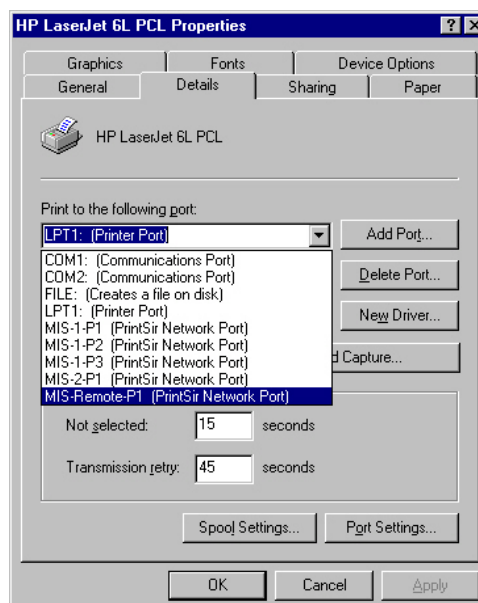 HP LaserJet 6L PCL Properties
Graphics Fonts Device Options
General Details Sharing Paper
HP LaserJet 6L PCL
Print to the following port:
LPT1: (Printer Port) Add Port...
COM1: (Communications Port)
COM2: (Communications Port) Delete Port...
FILE: (Creates a file on disk)
LPT1: (Printer Port)
MIS-1-P1 (PrintSir Network Port) New Driver...
MIS-1-P2 (PrintSir Network Port)
MIS-1-P3 (PrintSir Network Port) Capture...
MIS-2-P1 (PrintSir Network Port)
MIS-Remote-P1 (PrintSir Network Port)
Not selected: 15 seconds
Transmission retry: 45 seconds
Spool Settings... Port Settings...
OK Cancel Apply